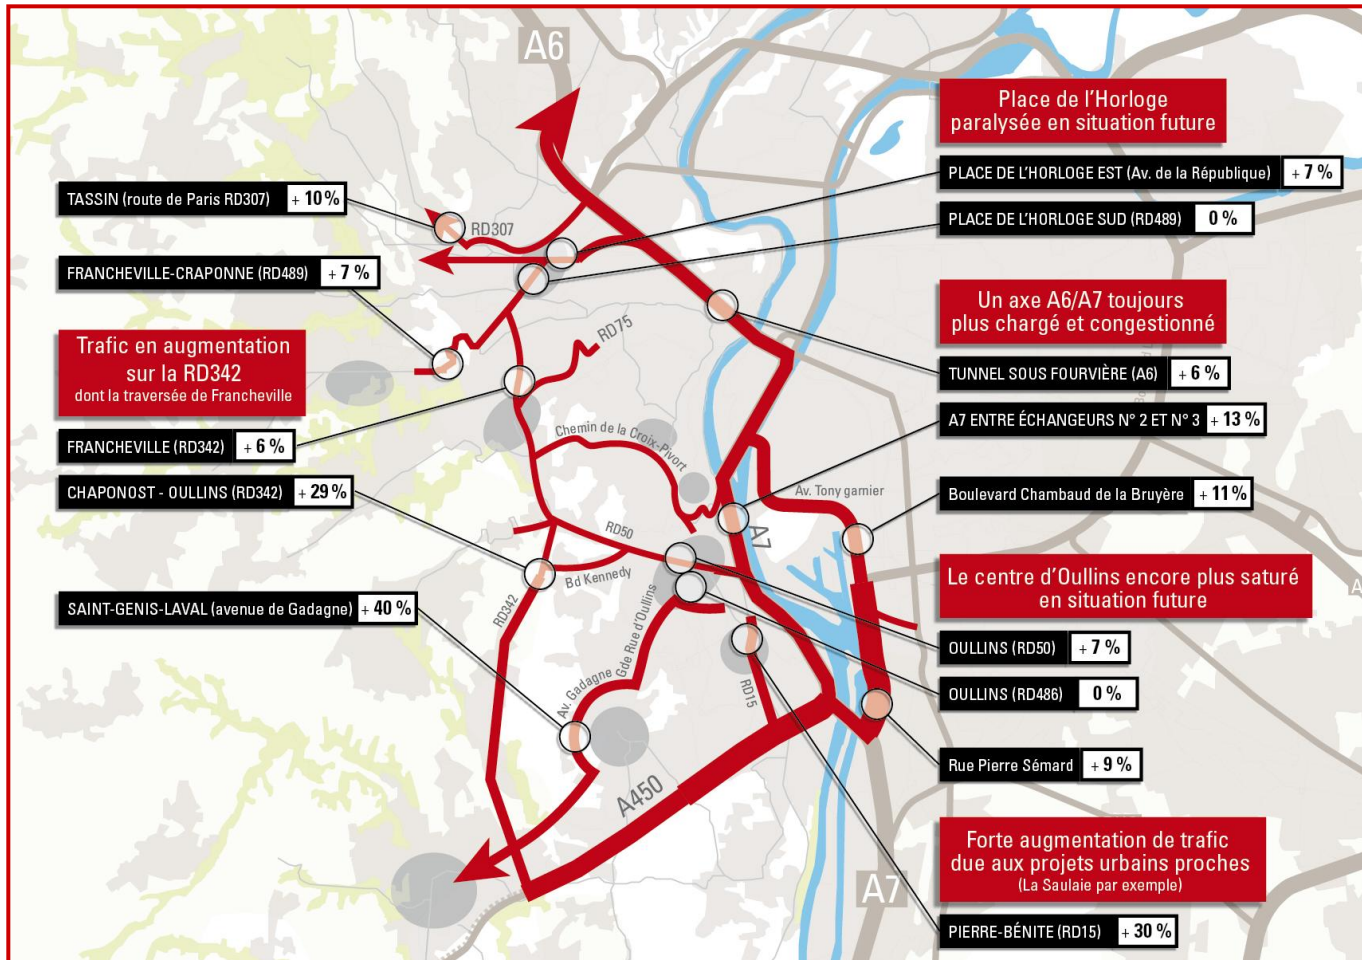 A6
Place de l'Horloge
paralysée en situation future
PLACE DE L'HORLOGE EST (Av. de la République) + 7 %
PLACE DE L'HORLOGE SUD (RD489) 0 %
TASSIN (route de Paris RD307) + 10 %
RD307
FRANCHEVILLE-CRAPONNE (RD489) + 7 %
Un axe A6/A7 toujours
plus chargé et congestionné
Trafic en augmentation
sur la RD342
dont la traversée de Francheville
RD75
TUNNEL SOUS FOURVIÈRE (A6) + 6 %
A7 ENTRE ÉCHANGEURS N° 2 ET N° 3 + 13 %
FRANCHEVILLE (RD342) + 6 %
Chemin de la Croix-Pivort
CHAPONOST - OULLINS (RD342) + 29 %
Av. Tony garnier
Boulevard Chambaud de la Bruyère + 11 %
RD50
A7
Bd Kennedy
Le centre d'Oullins encore plus saturé
en situation future
SAINT-GENIS-LAVAL (avenue de Gadagne) + 40 %
RD342
Gde Rue d'Oullins
OULLINS (RD50) + 7 %
OULLINS (RD486) 0 %
Av. Gadagne
RD15
Rue Pierre Sémard + 9 %
A450
Forte augmentation de trafic
due aux projets urbains proches
(La Saulaie par exemple)
A7
PIERRE-BÉNITE (RD15) + 30 %